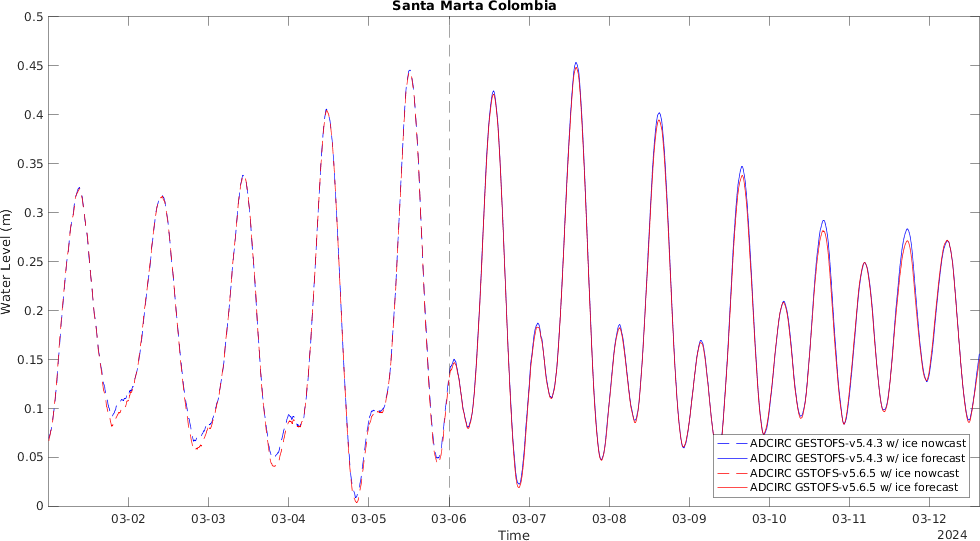 Santa Marta Colombia
Water Level (m)
0.5
0.45
0.4
0.35
0.3
0.25
0.2
0.15
0.1
0.05
0
ADCIRC GESTOFS-v5.4.3 w/ ice nowcast
ADCIRC GESTOFS-v5.4.3 w/ ice forecast
ADCIRC GSTOFS-v5.6.5 w/ ice nowcast
ADCIRC GSTOFS-v5.6.5 w/ ice forecast
03-02 03-03 03-04 03-05 03-06 03-07 03-08 03-09 03-10 03-11 03-12
Time
2024